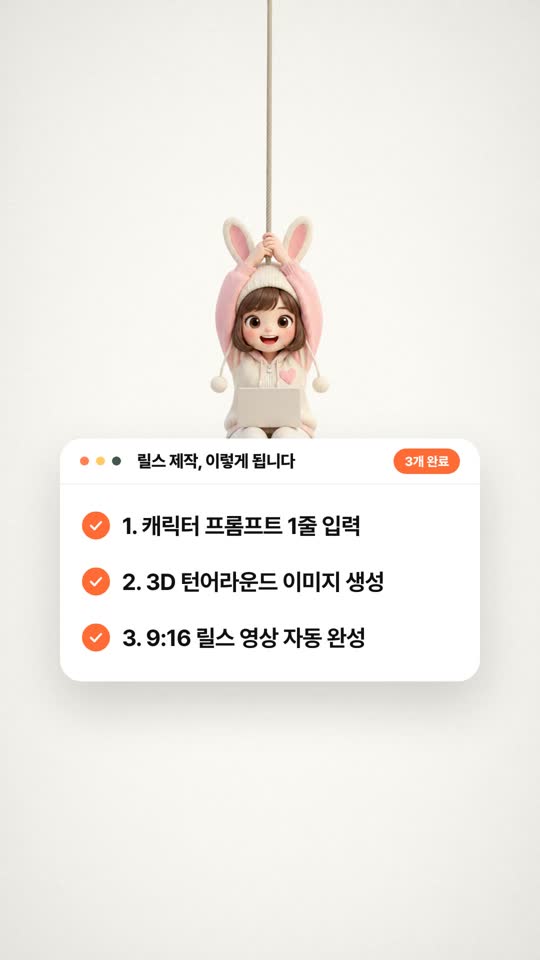 릴스 제작, 이렇게 됩니다
3개 완료
1. 캐릭터 프롬프트 1줄 입력
2. 3D 턴어라운드 이미지 생성
3. 9:16 릴스 영상 자동 완성